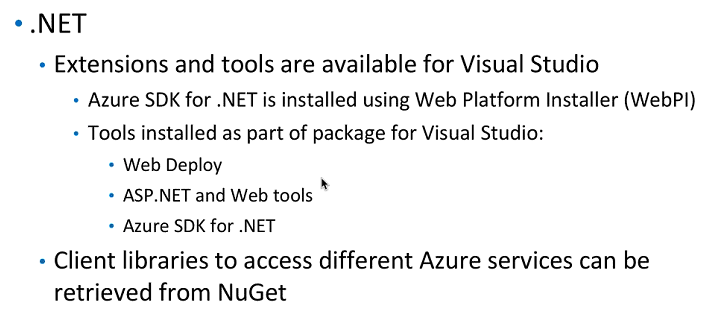 • .NET
• Extensions and tools are available for Visual Studio
• Azure SDK for .NET is installed using Web Platform Installer (WebPI)
• Tools installed as part of package for Visual Studio:
• Web Deploy
• ASP.NET and Web tools
• Azure SDK for .NET
• Client libraries to access different Azure services can be
retrieved from NuGet